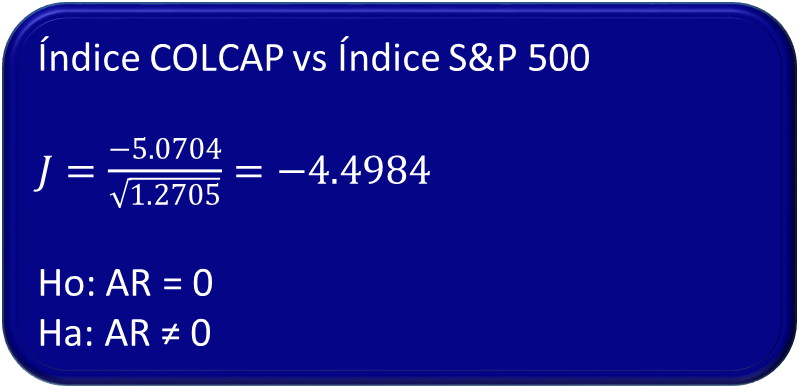 Índice COLCAP vs Índice S&P 500
J = −5.0704 / √1.2705 = −4.4984
Ho: AR = 0
Ha: AR ≠ 0